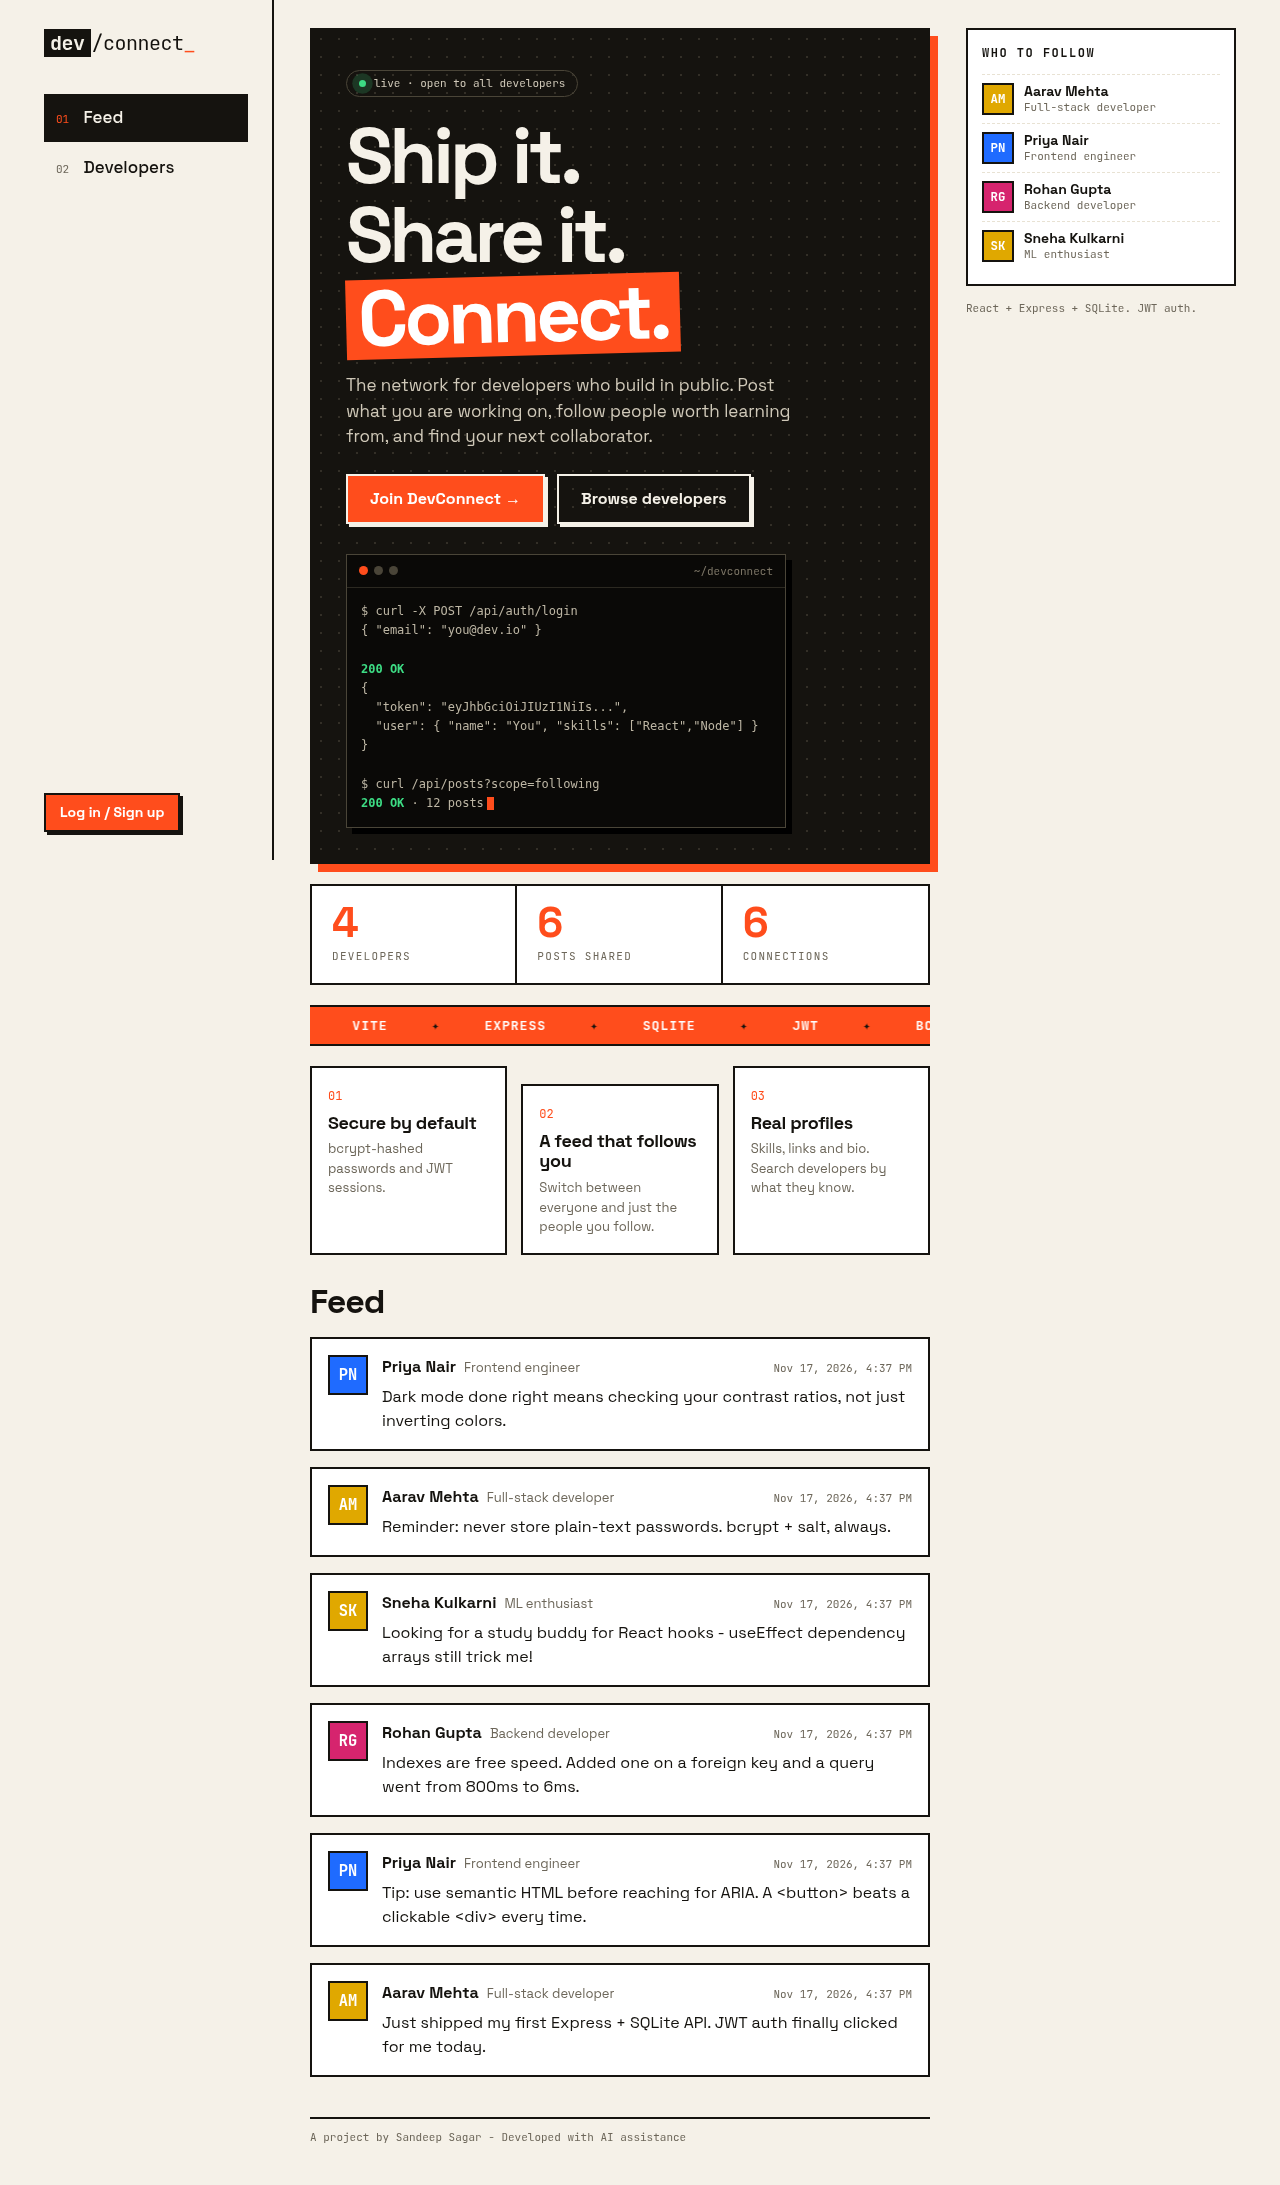 dev/connect_
01 Feed
02 Developers
Log in / Sign up
live · open to all developers
Ship it.
Share it.
Connect.
The network for developers who build in public. Post
what you are working on, follow people worth learning
from, and find your next collaborator.
Join DevConnect →
Browse developers
~/devconnect
$ curl -X POST /api/auth/login
{ "email": "you@dev.io" }
200 OK
{
"token": "eyJhbGciOiJIUzI1NiIs...",
"user": { "name": "You", "skills": ["React","Node"] }
}
$ curl /api/posts?scope=following
200 OK · 12 posts
4
DEVELOPERS
6
POSTS SHARED
6
CONNECTIONS
VITE ✦ EXPRESS ✦ SQLITE ✦ JWT ✦
01
Secure by default
bcrypt-hashed
passwords and JWT
sessions.
02
A feed that follows
you
Switch between
everyone and just the
people you follow.
03
Real profiles
Skills, links and bio.
Search developers by
what they know.
Feed
PN
Priya Nair Frontend engineer Nov 17, 2026, 4:37 PM
Dark mode done right means checking your contrast ratios, not just
inverting colors.
AM
Aarav Mehta Full-stack developer Nov 17, 2026, 4:37 PM
Reminder: never store plain-text passwords. bcrypt + salt, always.
SK
Sneha Kulkarni ML enthusiast Nov 17, 2026, 4:37 PM
Looking for a study buddy for React hooks - useEffect dependency
arrays still trick me!
RG
Rohan Gupta Backend developer Nov 17, 2026, 4:37 PM
Indexes are free speed. Added one on a foreign key and a query
went from 800ms to 6ms.
PN
Priya Nair Frontend engineer Nov 17, 2026, 4:37 PM
Tip: use semantic HTML before reaching for ARIA. A <button> beats a
clickable <div> every time.
AM
Aarav Mehta Full-stack developer Nov 17, 2026, 4:37 PM
Just shipped my first Express + SQLite API. JWT auth finally clicked
for me today.
A project by Sandeep Sagar - Developed with AI assistance
WHO TO FOLLOW
AM
Aarav Mehta
Full-stack developer
PN
Priya Nair
Frontend engineer
RG
Rohan Gupta
Backend developer
SK
Sneha Kulkarni
ML enthusiast
React + Express + SQLite. JWT auth.